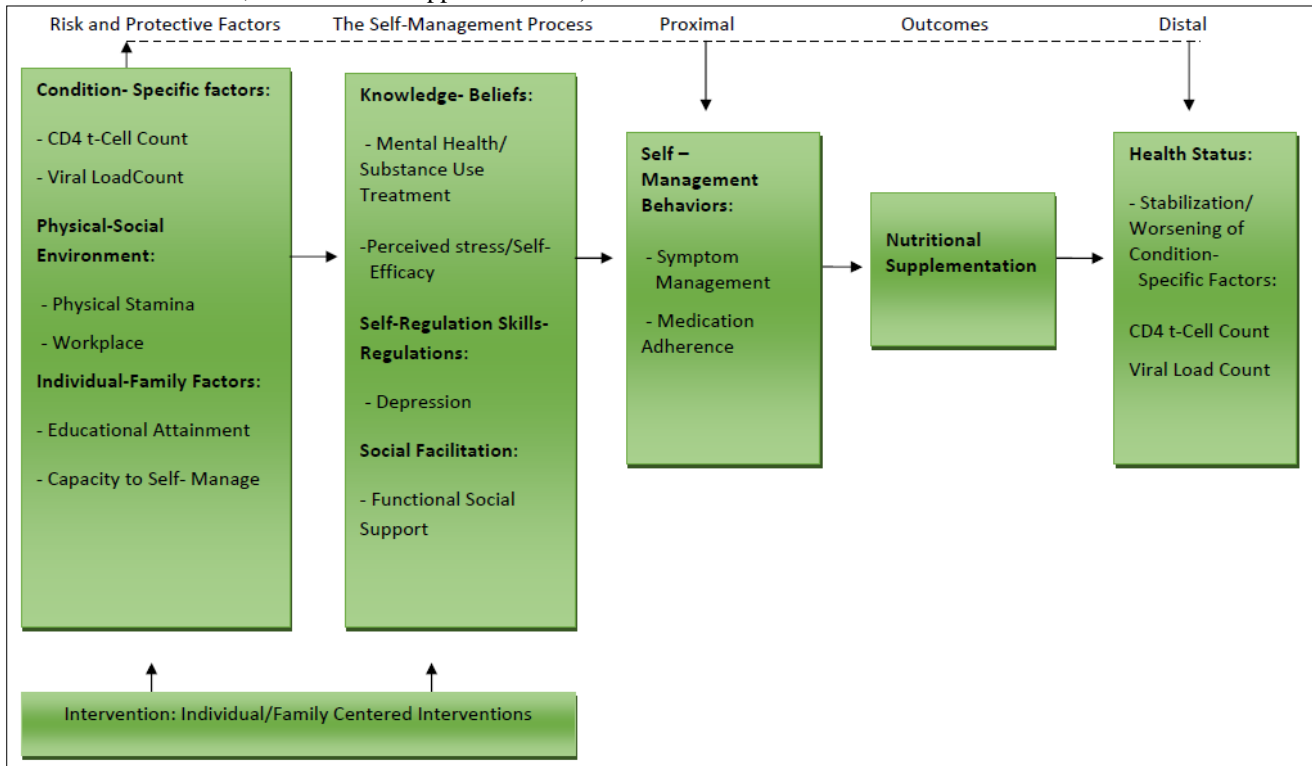 Risk and Protective Factors The Self-Management Process Proximal Outcomes Distal
Condition- Specific factors:
- CD4 t-Cell Count
- Viral LoadCount
Physical-Social
Environment:
- Physical Stamina
- Workplace
Individual-Family Factors:
- Educational Attainment
- Capacity to Self- Manage
Knowledge- Beliefs:
- Mental Health/
Substance Use
Treatment
-Perceived stress/Self-
Efficacy
Self-Regulation Skills-
Regulations:
- Depression
Social Facilitation:
- Functional Social
Support
Self –
Management
Behaviors:
- Symptom
Management
- Medication
Adherence
Nutritional
Supplementation
Health Status:
- Stabilization/
Worsening of
Condition-
Specific Factors:
CD4 t-Cell Count
Viral Load Count
Intervention: Individual/Family Centered Interventions